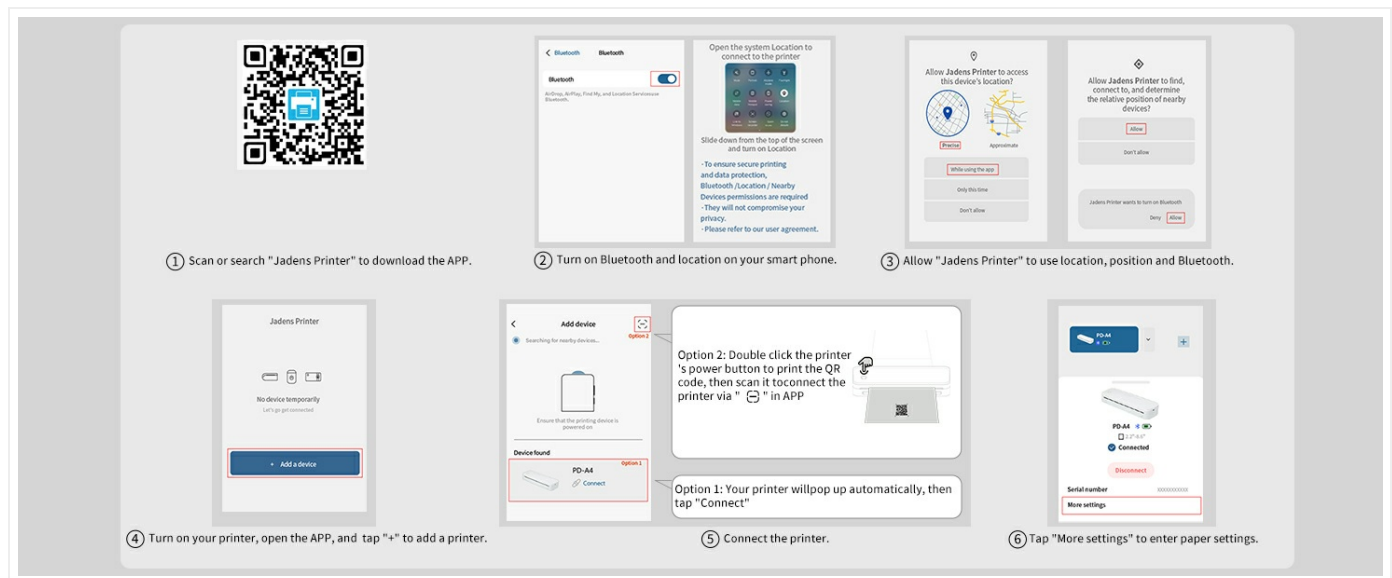 Bluetooth
Bluetooth
Bluetooth
AirDrop, AirPlay, Find My, and Location Servicesuse
Bluetooth.
Open the system Location to
connect to the printer
Slide down from the top of the screen
and turn on Location
-To ensure secure printing
and data protection,
Bluetooth /Location / Nearby
Devices permissions are required
-They will not compromise your
privacy.
-Please refer to our user agreement.
Allow Jadens Printer to access
this device's location?
Precise
Approximate
While using the app
Only this time
Don't allow
Allow Jadens Printer to find,
connect to, and determine
the relative position of nearby
devices?
Allow
Don't allow
Jadens Printer wants to turn on Bluetooth
Deny
Allow
1 Scan or search "Jadens Printer" to download the APP.
2 Turn on Bluetooth and location on your smart phone.
3 Allow "Jadens Printer" to use location, position and Bluetooth.
Jadens Printer
No device temporarily
Let's go get connected
+ Add a device
Add device
Option 2
Searching for nearby devices...
Ensure that the printing device is
powered on
Device found
Option 1
PD-A4
Connect
Option 2: Double click the printer
's power button to print the QR
code, then scan it toconnect the
printer via " " in APP
Option 1: Your printer willpop up automatically, then
tap "Connect"
PD-A4
PD-A4
Connected
Disconnect
Serial number
More settings
4 Turn on your printer, open the APP, and tap "+" to add a printer.
5 Connect the printer.
6 Tap "More settings" to enter paper settings.